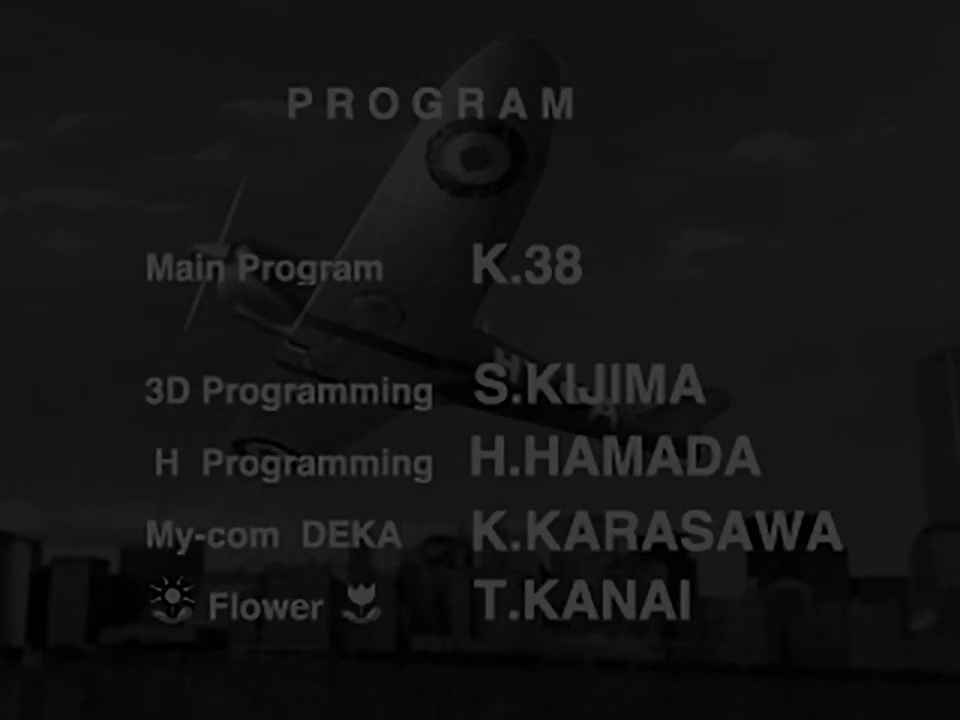 PROGRAM
Main Program K.38
3D Programming S.KIJIMA
H Programming H.HAMADA
My-com DEKA K.KARASAWA
Flower T.KANAI